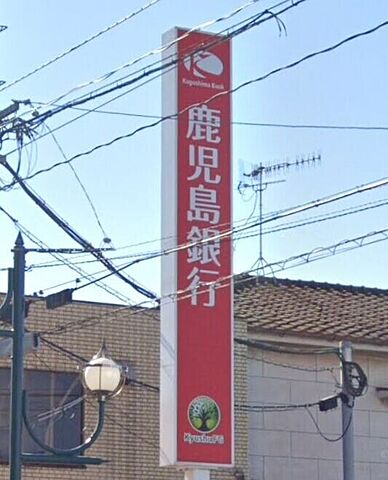 Kagoshima Bank
鹿児島銀行
KyushuFG